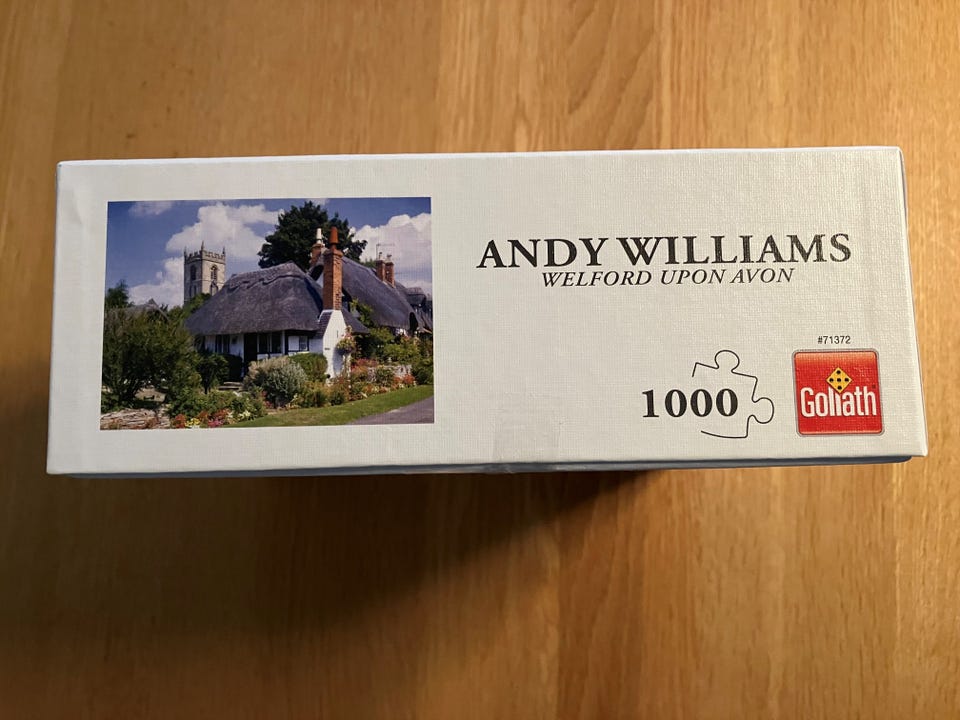 ANDY WILLIAMS
WELFORD UPON AVON
#71372
1000
Goliath